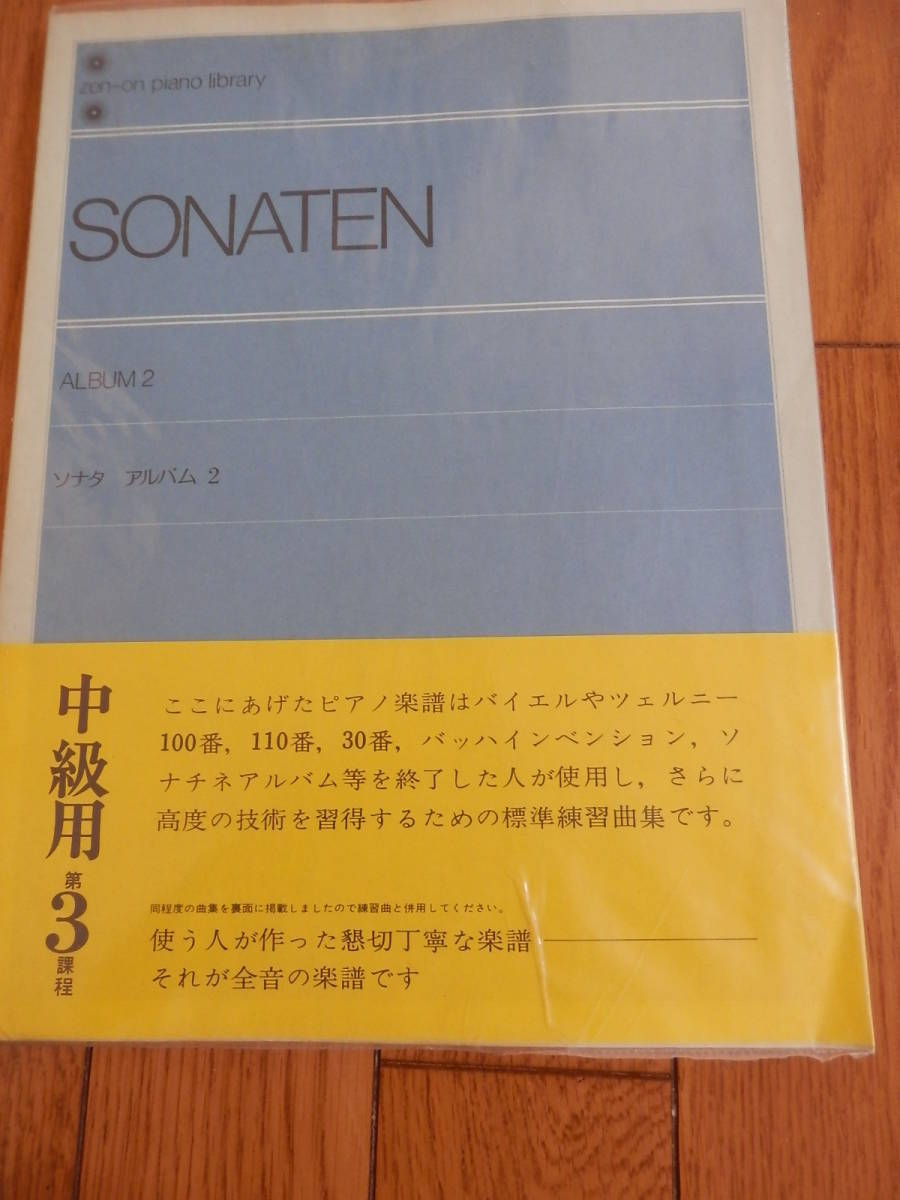 zen-on piano library
SONATEN
ALBUM 2
ソナタ アルバム 2
中級用
第3課程
ここにあげたピアノ楽譜はバイエルやツェルニー
100番, 110番, 30番, バッハインベンション, ソ
ナチネアルバム等を終了した人が使用し, さらに
高度の技術を習得するための標準練習曲集です。
同程度の曲集を裏面に掲載しましたので練習曲と併用してください。
使う人が作った懇切丁寧な楽譜
それが全音の楽譜です